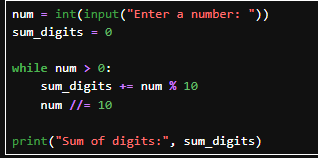 num = int(input("Enter a number: "))
sum_digits = 0

while num > 0:
    sum_digits += num % 10
    num //= 10

print("Sum of digits:", sum_digits)